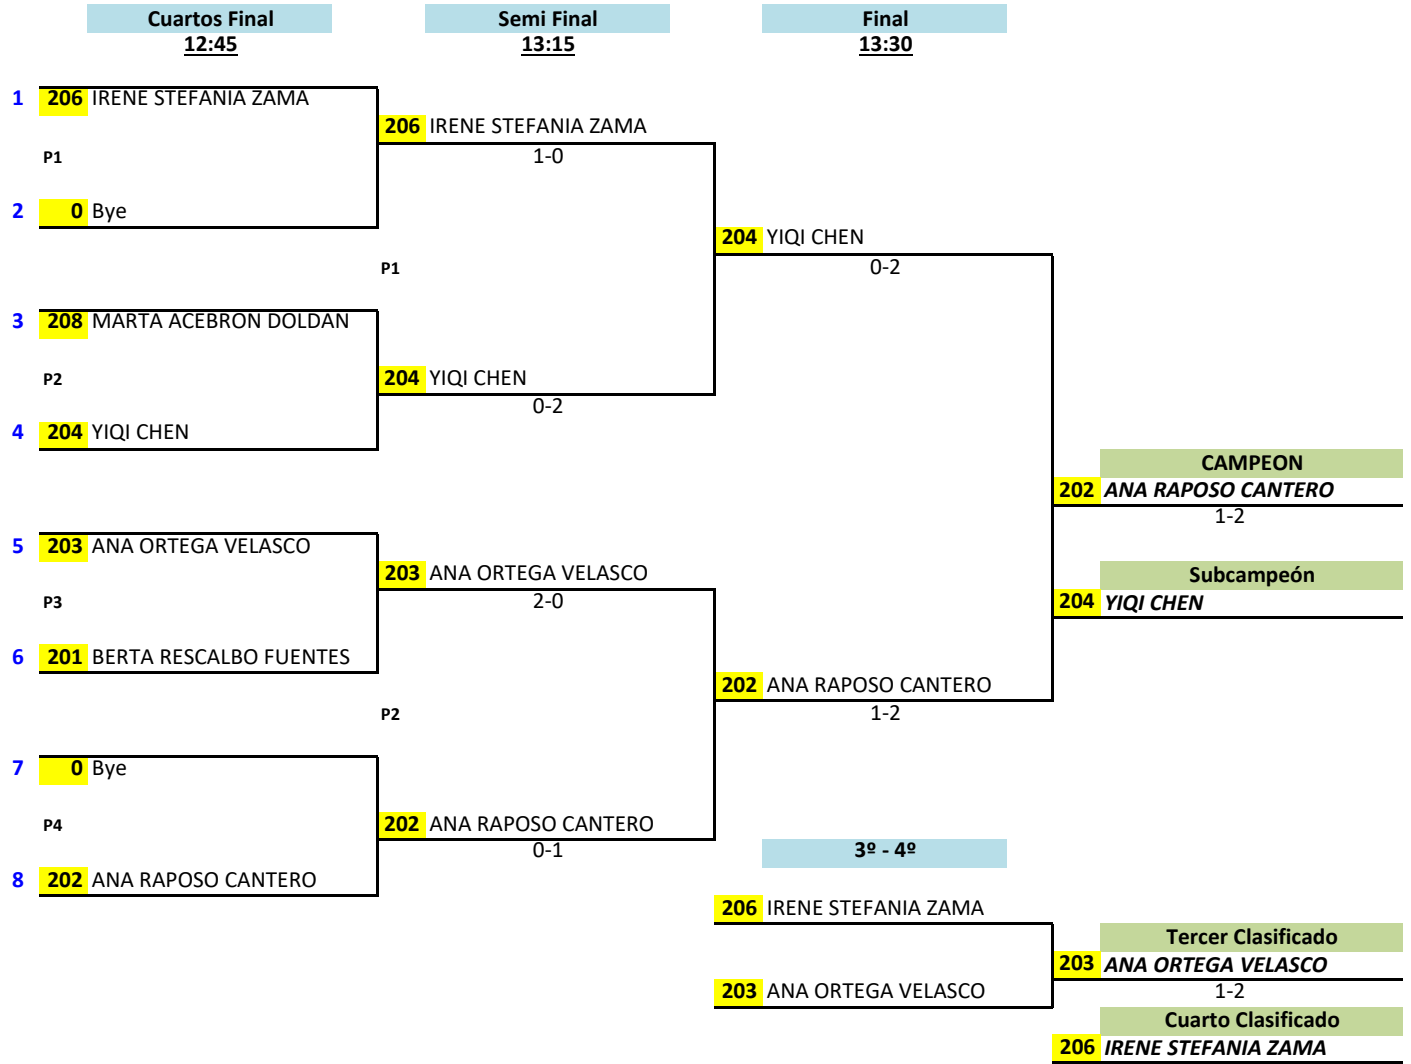 Cuartos Final Semi Final Final
12:45 13:15 13:30
1 206 IRENE STEFANIA ZAMA
206 IRENE STEFANIA ZAMA
P1 1-0
2 0 Bye
204 YIQI CHEN
P1 0-2
3 208 MARTA ACEBRON DOLDAN
P2 204 YIQI CHEN
0-2
4 204 YIQI CHEN
CAMPEON
202 ANA RAPOSO CANTERO
1-2
5 203 ANA ORTEGA VELASCO
203 ANA ORTEGA VELASCO Subcampeón
P3 2-0 204 YIQI CHEN
6 201 BERTA RESCALBO FUENTES
202 ANA RAPOSO CANTERO
P2 1-2
7 0 Bye
P4 202 ANA RAPOSO CANTERO
0-1 3º - 4º
8 202 ANA RAPOSO CANTERO
206 IRENE STEFANIA ZAMA
Tercer Clasificado
203 ANA ORTEGA VELASCO
203 ANA ORTEGA VELASCO 1-2
Cuarto Clasificado
206 IRENE STEFANIA ZAMA